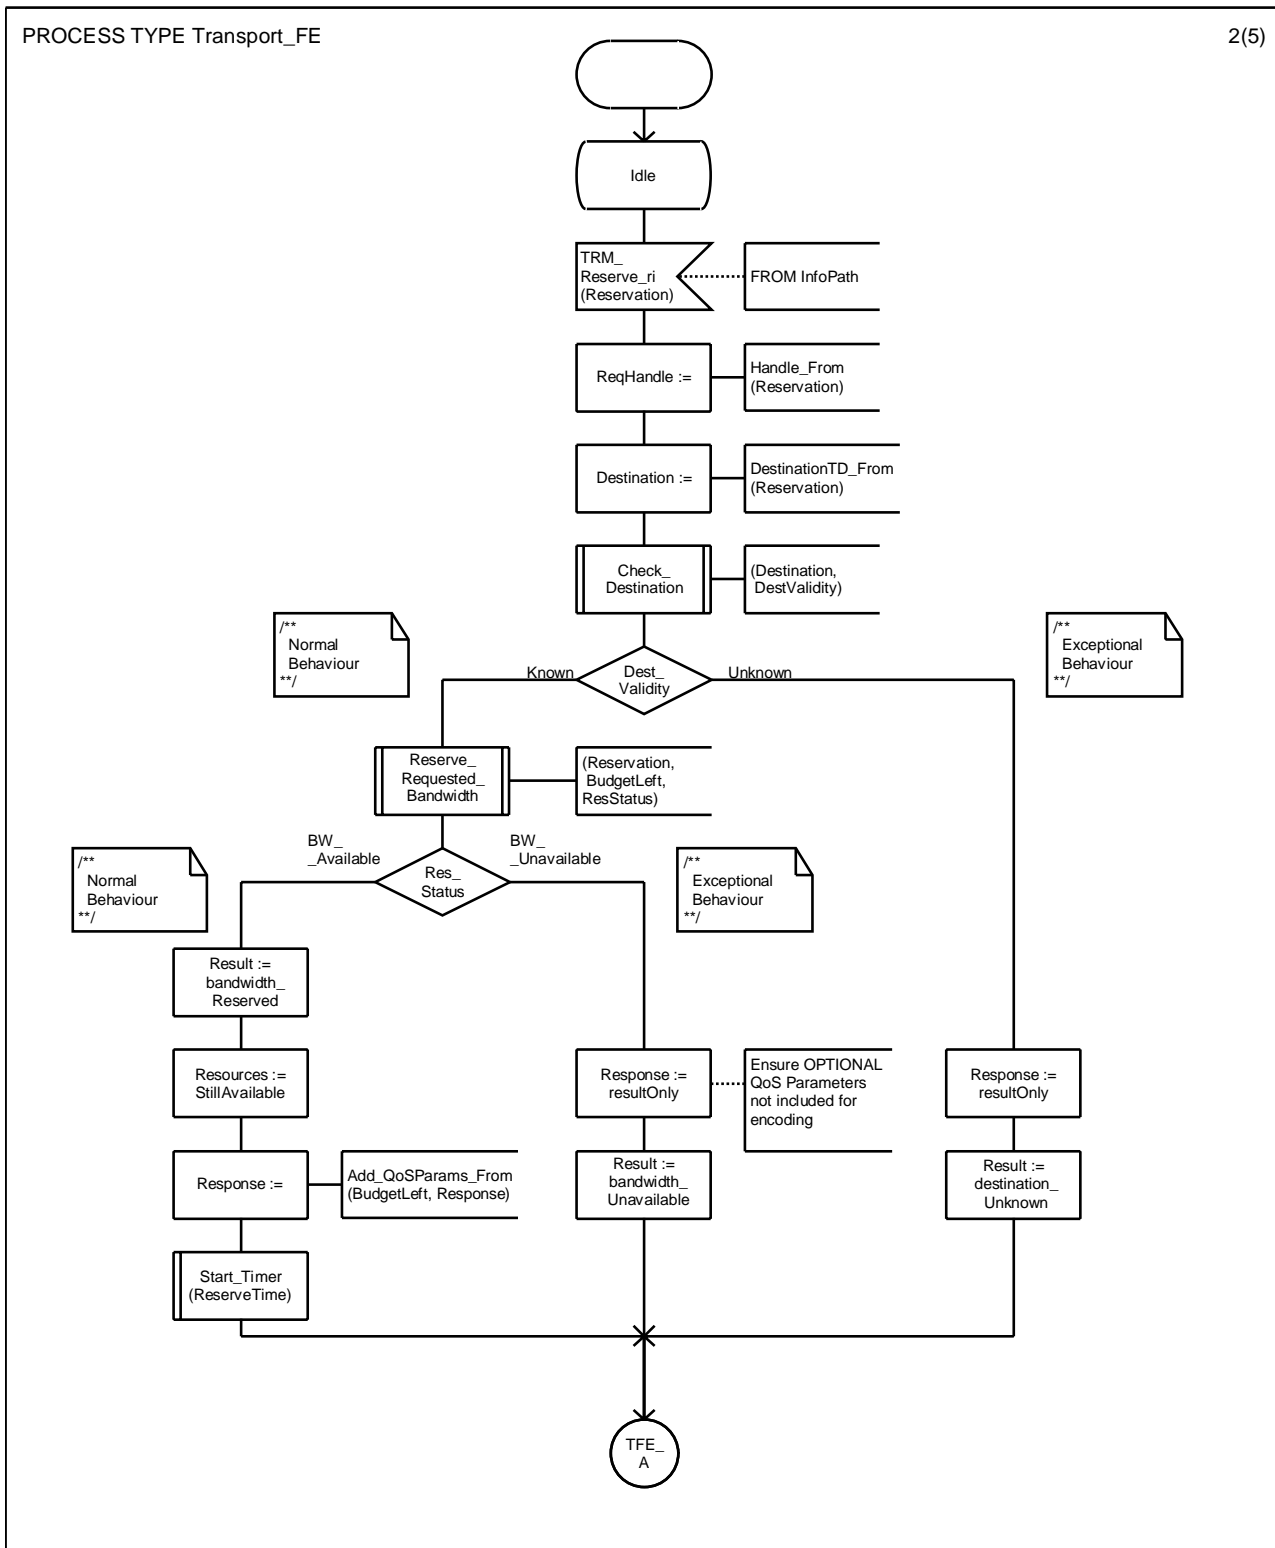 PROCESS TYPE Transport_FE
2(5)
Idle
TRM_
Reserve_ri
(Reservation)
FROM InfoPath
ReqHandle :=
Handle_From
(Reservation)
Destination :=
DestinationTD_From
(Reservation)
Check_
Destination
(Destination,
DestValidity)
/**
Normal
Behaviour
**/
/**
Exceptional
Behaviour
**/
Known
Dest_
Validity
Unknown
Reserve_
Requested_
Bandwidth
(Reservation,
BudgetLeft,
ResStatus)
/**
Normal
Behaviour
**/
BW_
_Available
Res_
Status
BW_
_Unavailable
/**
Exceptional
Behaviour
**/
Result :=
bandwidth_
Reserved
Resources :=
StillAvailable
Response :=
resultOnly
Ensure OPTIONAL
QoS Parameters
not included for
encoding
Response :=
resultOnly
Response :=
Add_QoSParams_From
(BudgetLeft, Response)
Result :=
bandwidth_
Unavailable
Result :=
destination_
Unknown
Start_Timer
(ReserveTime)
TFE_
A